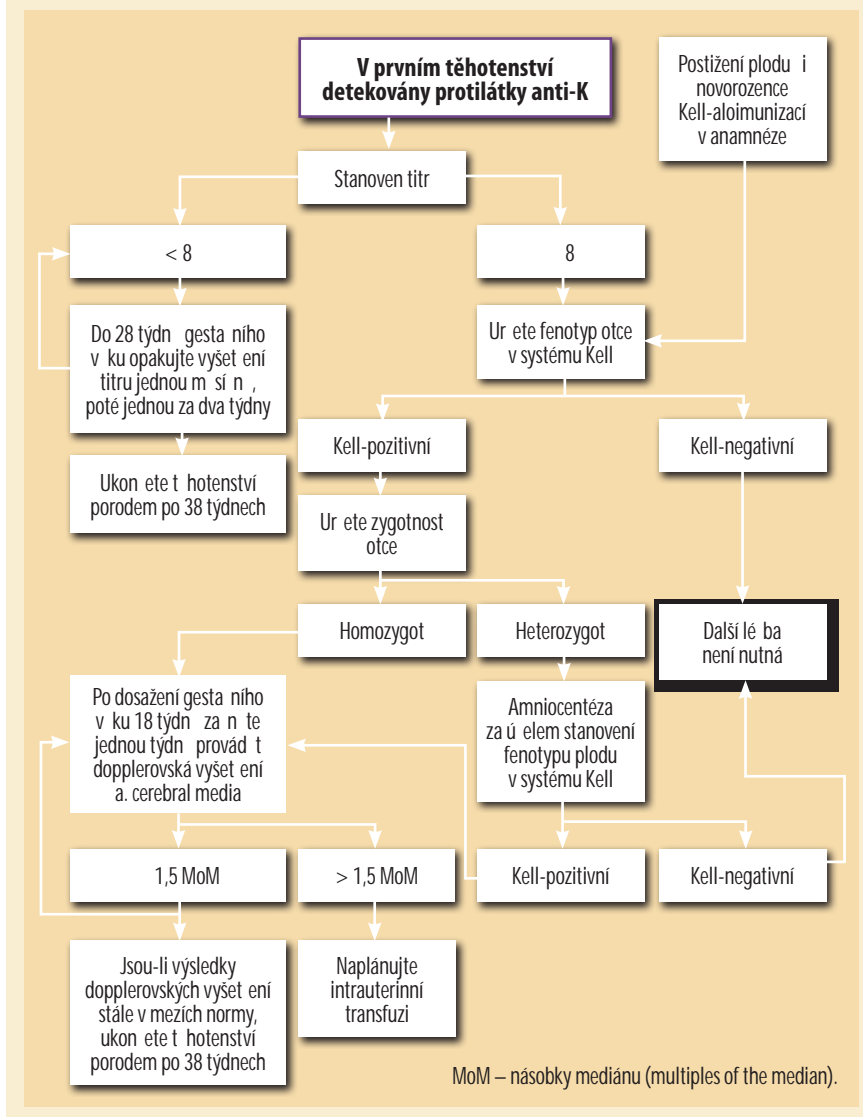 V prvním těhotenství
detekovány protilátky anti-K
Postižení plodu i
novorozence
Kell-aloimunizací
v anamnéze
Stanoven titr
< 8
8
Do 28 týdn gesta ního
v ku opakujte vyšet ení
titru jednou m sí n ,
poté jednou za dva týdny
Ur ete fenotyp otce
v systému Kell
Ukon ete t hotenství
porodem po 38 týdnech
Kell-pozitivní
Kell-negativní
Ur ete zygotnost
otce
Homozygot
Heterozygot
Další lé ba
není nutná
Po dosažení gesta ního
v ku 18 týdn za n te
jednou týdn provád t
dopplerovská vyšet ení
a. cerebral media
Amniocentéza
za ú elem stanovení
fenotypu plodu
v systému Kell
1,5 MoM
> 1,5 MoM
Kell-pozitivní
Kell-negativní
Jsou-li výsledky
dopplerovských vyšet ení
stále v mezích normy,
ukon ete t hotenství
porodem po 38 týdnech
Naplánujte
intrauterinní
transfuzi
MoM – násobky mediánu (multiples of the median).